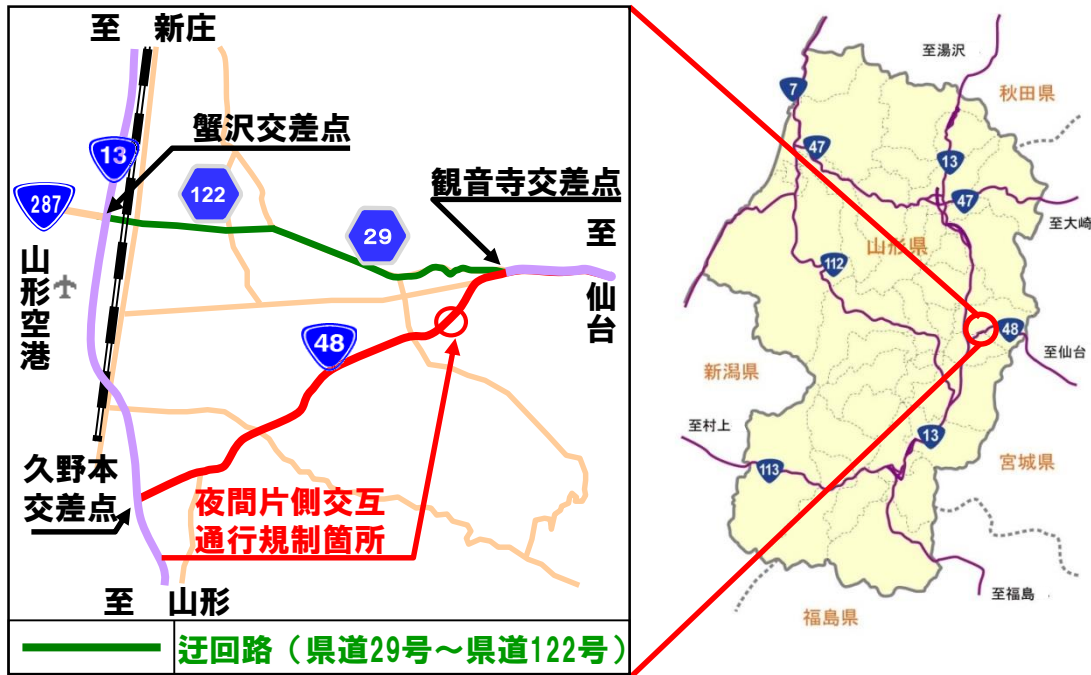 至 新庄
13
蟹沢交差点
122
287
観音寺交差点
29
至 仙台
山形空港
48
久野本
交差点
夜間片側交互
通行規制箇所
至 山形
迂回路（県道29号～県道122号）
至湯沢
秋田県
7
47
13
47
至大崎
山形県
112
48
至仙台
新潟県
至村上
13
宮城県
113
至福島
福島県